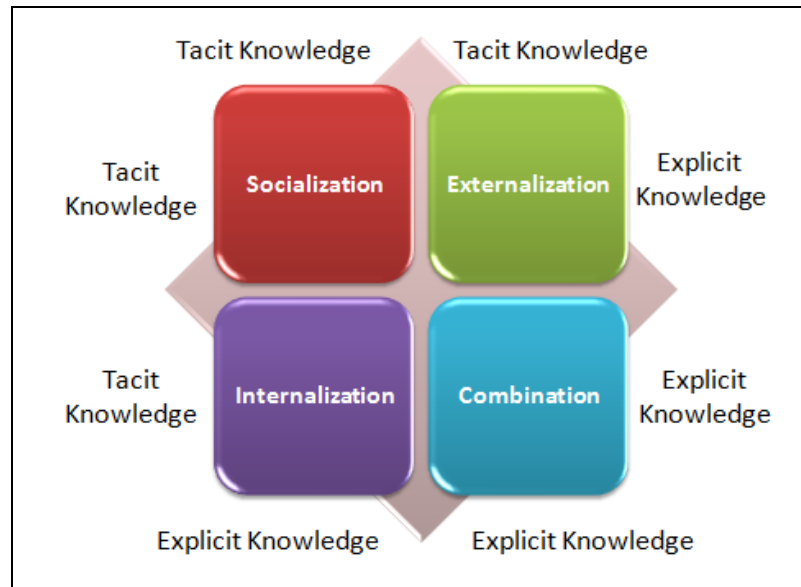 Tacit Knowledge
Tacit Knowledge
Tacit
Knowledge
Socialization
Externalization
Explicit
Knowledge
Tacit
Knowledge
Internalization
Combination
Explicit
Knowledge
Explicit Knowledge
Explicit Knowledge